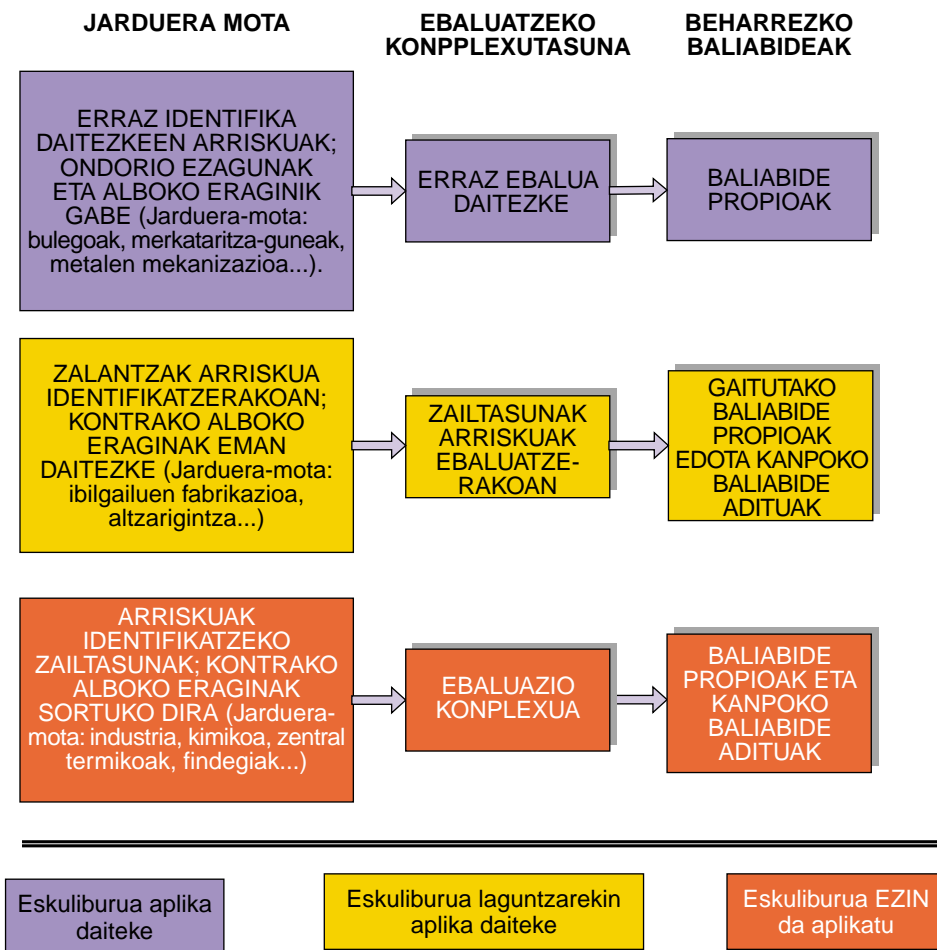 JARDUERA MOTA
EBALUATZEKO
KONPPLEXUTASUNA
BEHARREZKO
BALIABIDEAK
ERRAZ IDENTIFIKA
DAITEZKEEN ARRISKUAK;
ONDORIO EZAGUNAK
ETA ALBOKO ERAGINIK
GABE (Jarduera-mota:
bulegoak, merkataritza-guneak,
metalen mekanizazioa...).
ERRAZ EBALUA
DAITEZKE
BALIABIDE
PROPIOAK
ZALANTZAK ARRISKUA
IDENTIFIKATZERAKOAN;
KONTRAKO ALBOKO
ERAGINAK EMAN
DAITEZKE (Jarduera-mota:
ibilgailuen fabrikazioa,
altzarigintza...)
ZAILTASUNAK
ARRISKUAK
EBALUATZE-
RAKOAN
GAITUTAKO
BALIABIDE
PROPIOAK
EDOTA KANPOKO
BALIABIDE
ADITUAK
ARRISKUAK
IDENTIFIKATZEKO
ZAILTASUNAK; KONTRAKO
ALBOKO ERAGINAK
SORTUKO DIRA (Jarduera-
mota: industria, kimikoa, zentral
termikoak, findegiak...)
EBALUAZIO
KONPLEXUA
BALIABIDE
PROPIOAK ETA
KANPOKO
BALIABIDE
ADITUAK
Eskuliburua aplika
daiteke
Eskuliburua laguntzarekin
aplika daiteke
Eskuliburua EZIN
da aplikatu